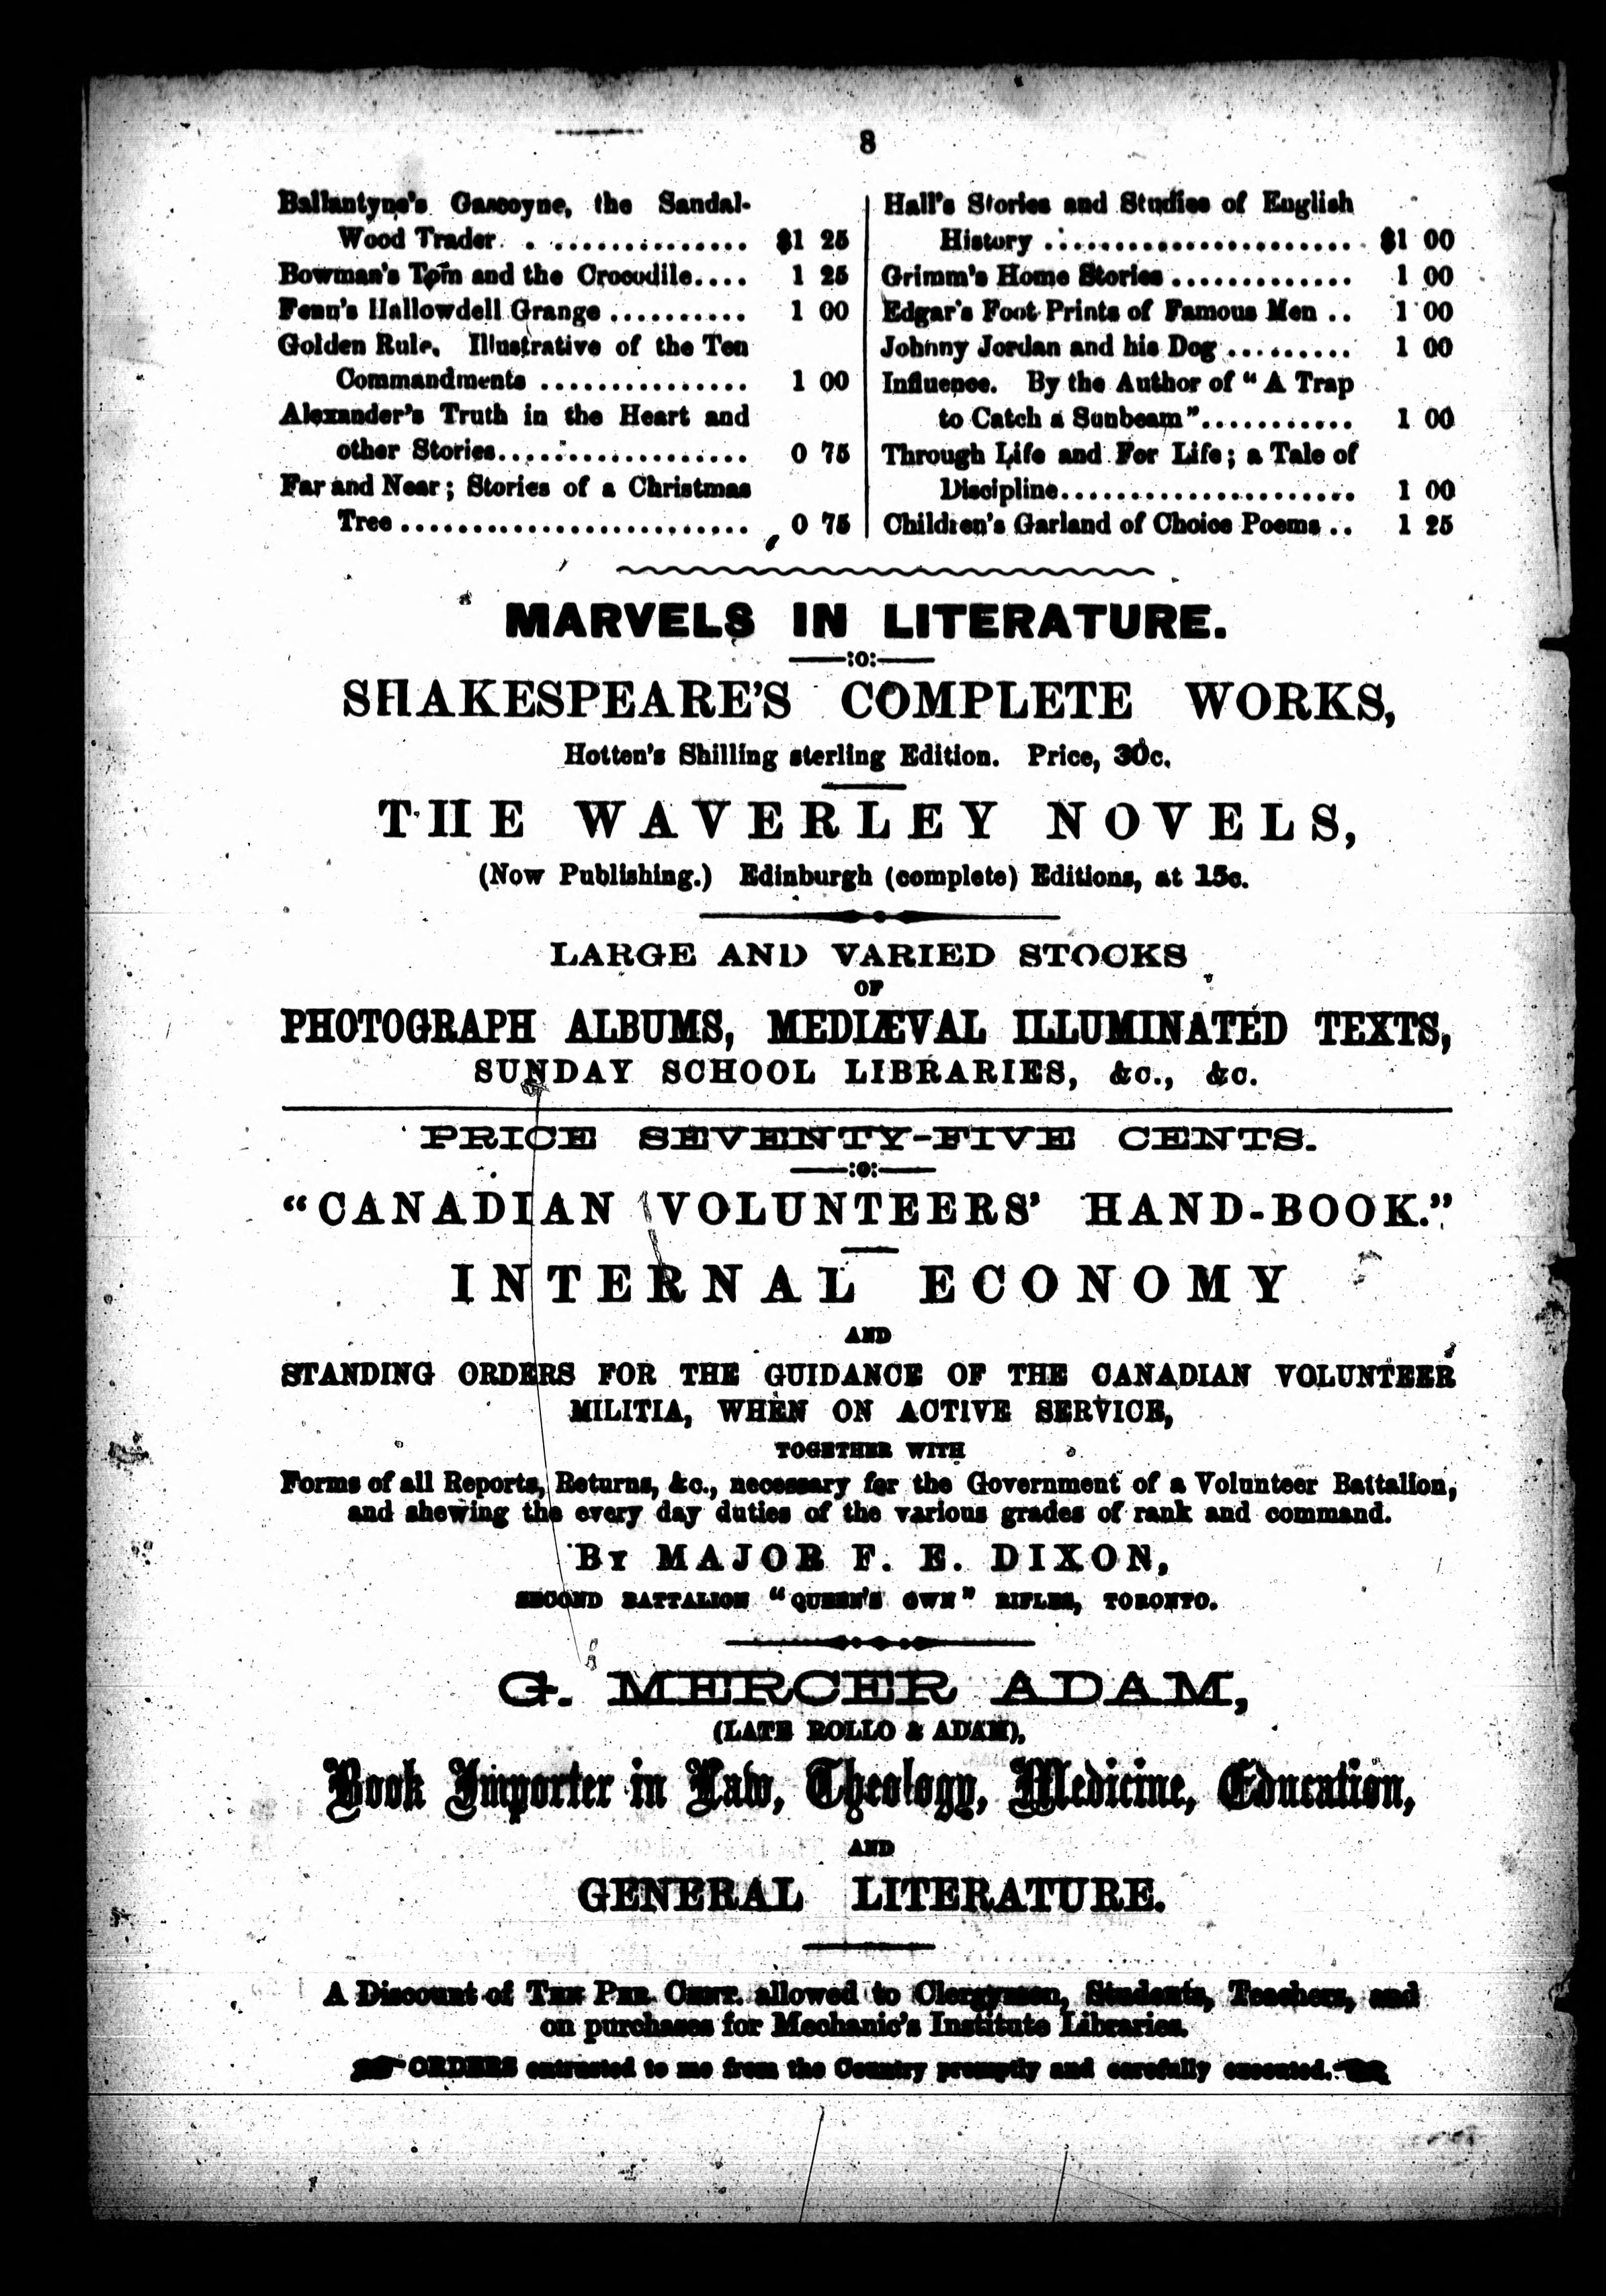 8
Ballantyne's Gascoyne, the Sandal-
Wood Trader. . .............. $1 25
Bowman's Tom and the Crocodile.... 1 25
Fenn's Hallowdell Grange .......... 1 00
Golden Rule. Illustrative of the Ten
Commandments ............... 1 00
Alexander's Truth in the Heart and
other Stories.................. 0 75
Far and Near; Stories of a Christmas
Tree ......................... 0 75
Hall's Stories and Studies of English
History ...................... $1 00
Grimm's Home Stories ............. 1 00
Edgar's Foot Prints of Famous Men .. 1 00
Johnny Jordan and his Dog ......... 1 00
Influence. By the Author of "A Trap
to Catch a Sunbeam"........... 1 00
Through Life and For Life; a Tale of
Discipline..................... 1 00
Children's Garland of Choice Poems .. 1 25
MARVELS IN LITERATURE.
:o:
SHAKESPEARE'S COMPLETE WORKS,
Hotten's Shilling sterling Edition. Price, 30c.
THE WAVERLEY NOVELS,
(Now Publishing.) Edinburgh (complete) Editions, at 15c.
LARGE AND VARIED STOCKS
OF
PHOTOGRAPH ALBUMS, MEDIÆVAL ILLUMINATED TEXTS,
SUNDAY SCHOOL LIBRARIES, &c., &c.
PRICE SEVENTY-FIVE CENTS.
:o:
"CANADIAN VOLUNTEERS' HAND-BOOK."
INTERNAL ECONOMY
AND
STANDING ORDERS FOR THE GUIDANCE OF THE CANADIAN VOLUNTEER
MILITIA, WHEN ON ACTIVE SERVICE,
TOGETHER WITH
Forms of all Reports, Returns, &c., necessary for the Government of a Volunteer Battalion,
and shewing the every day duties of the various grades of rank and command.
BY MAJOR F. E. DIXON,
SECOND BATTALION "QUEEN'S OWN" RIFLES, TORONTO.
G. MERCER ADAM,
(LATE ROLLO & ADAM),
Book Importer in Law, Theology, Medicine, Education,
AND
GENERAL LITERATURE.
A Discount of TEN PER CENT. allowed to Clergymen, Students, Teachers, and
on purchases for Mechanic's Institute Libraries.
ORDERS entrusted to me from the Country promptly and carefully executed.